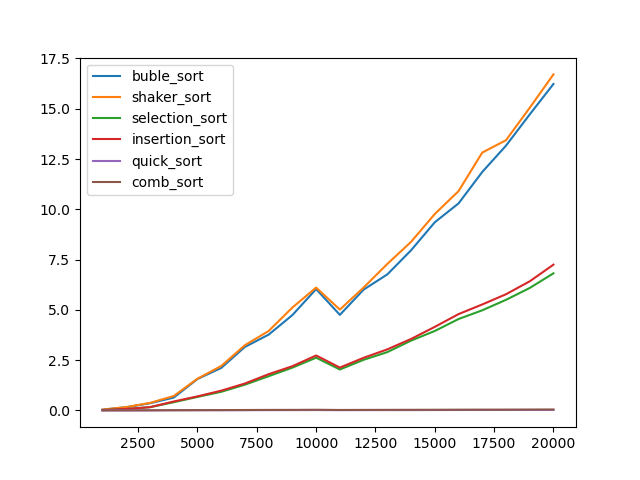 17.5
15.0
12.5
10.0
7.5
5.0
2.5
0.0
buble_sort
shaker_sort
selection_sort
insertion_sort
quick_sort
comb_sort
2500 5000 7500 10000 12500 15000 17500 20000